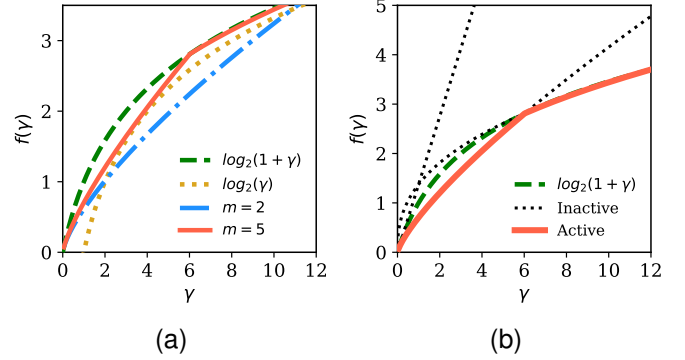 f(γ)
3
2
1
0
0 2 4 6 8 10 12
γ
log₂(1 + γ)
log₂(γ)
m = 2
m = 5
(a)
f(γ)
5
4
3
2
1
0
0 2 4 6 8 10 12
γ
log₂(1 + γ)
Inactive
Active
(b)